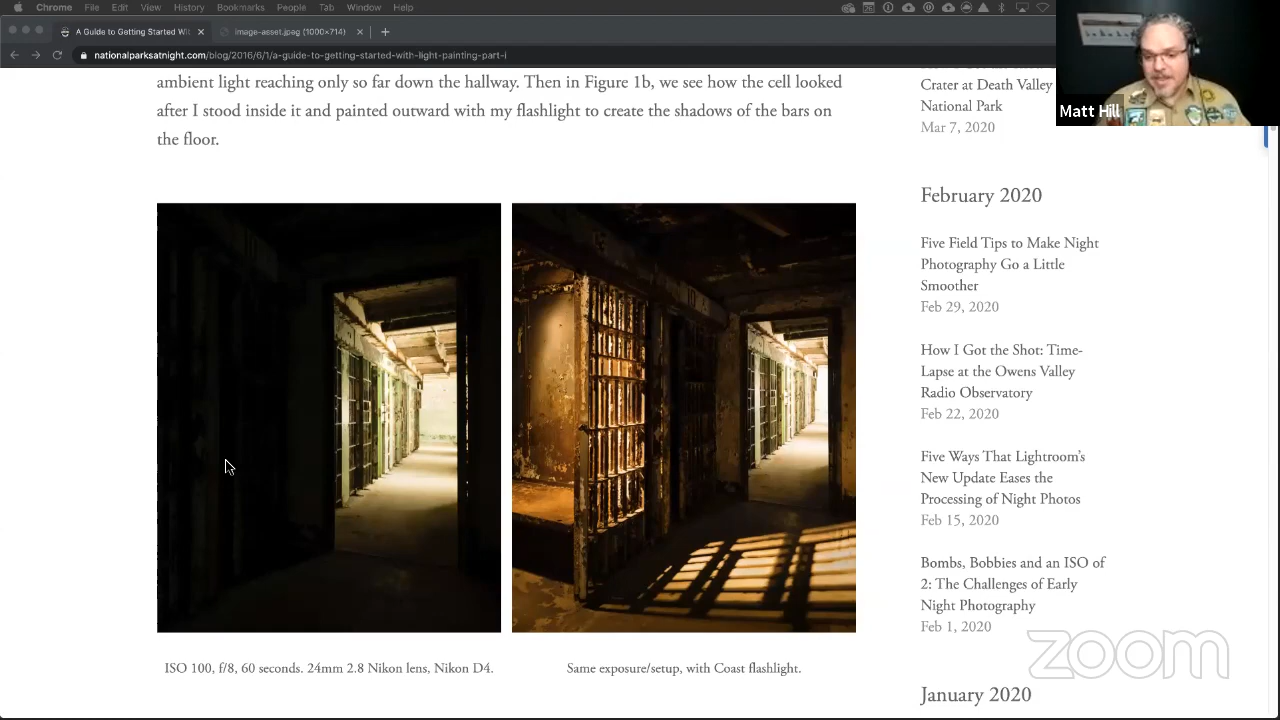 Chrome File Edit View History Bookmarks People Tab Window Help
A Guide to Getting Started Wit
image-asset.jpeg (1000×714)
nationalparksatnight.com/blog/2016/6/1/a-guide-to-getting-started-with-light-painting-part-i
Matt Hill
ambient light reaching only so far down the hallway. Then in Figure 1b, we see how the cell looked
after I stood inside it and painted outward with my flashlight to create the shadows of the bars on
the floor.
ISO 100, f/8, 60 seconds. 24mm 2.8 Nikon lens, Nikon D4.
Same exposure/setup, with Coast flashlight.
Crater at Death Valley
National Park
Mar 7, 2020
February 2020
Five Field Tips to Make Night
Photography Go a Little
Smoother
Feb 29, 2020
How I Got the Shot: Time-
Lapse at the Owens Valley
Radio Observatory
Feb 22, 2020
Five Ways That Lightroom's
New Update Eases the
Processing of Night Photos
Feb 15, 2020
Bombs, Bobbies and an ISO of
2: The Challenges of Early
Night Photography
Feb 1, 2020
January 2020
zoom